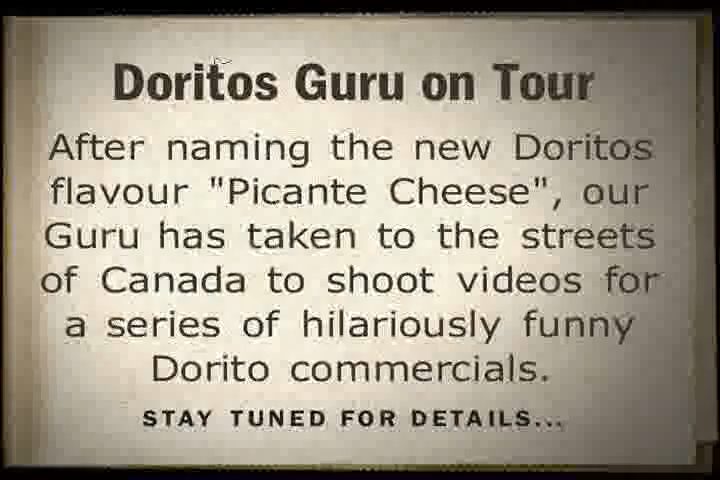 Doritos Guru on Tour
After naming the new Doritos
flavour "Picante Cheese", our
Guru has taken to the streets
of Canada to shoot videos for
a series of hilariously funny
Dorito commercials.
STAY TUNED FOR DETAILS...